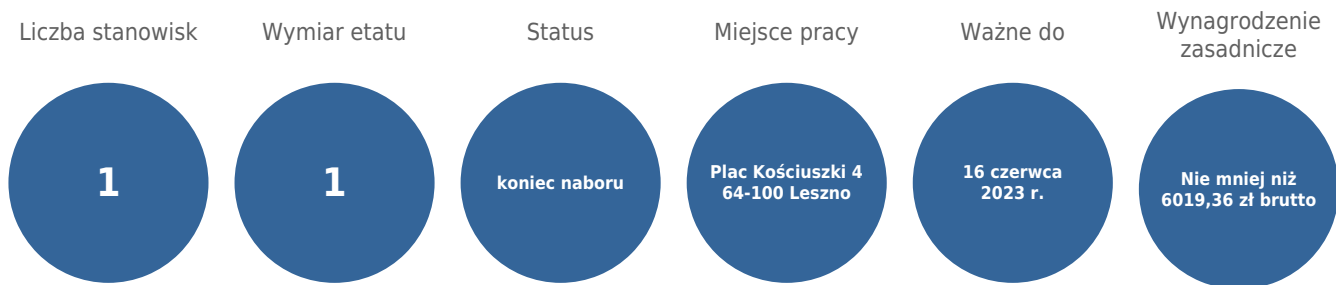 Liczba stanowisk
1
Wymiar etatu
1
Status
koniec naboru
Miejsce pracy
Plac Kościuszki 4
64-100 Leszno
Ważne do
16 czerwca
2023 r.
Wynagrodzenie
zasadnicze
Nie mniej niż
6019,36 zł brutto